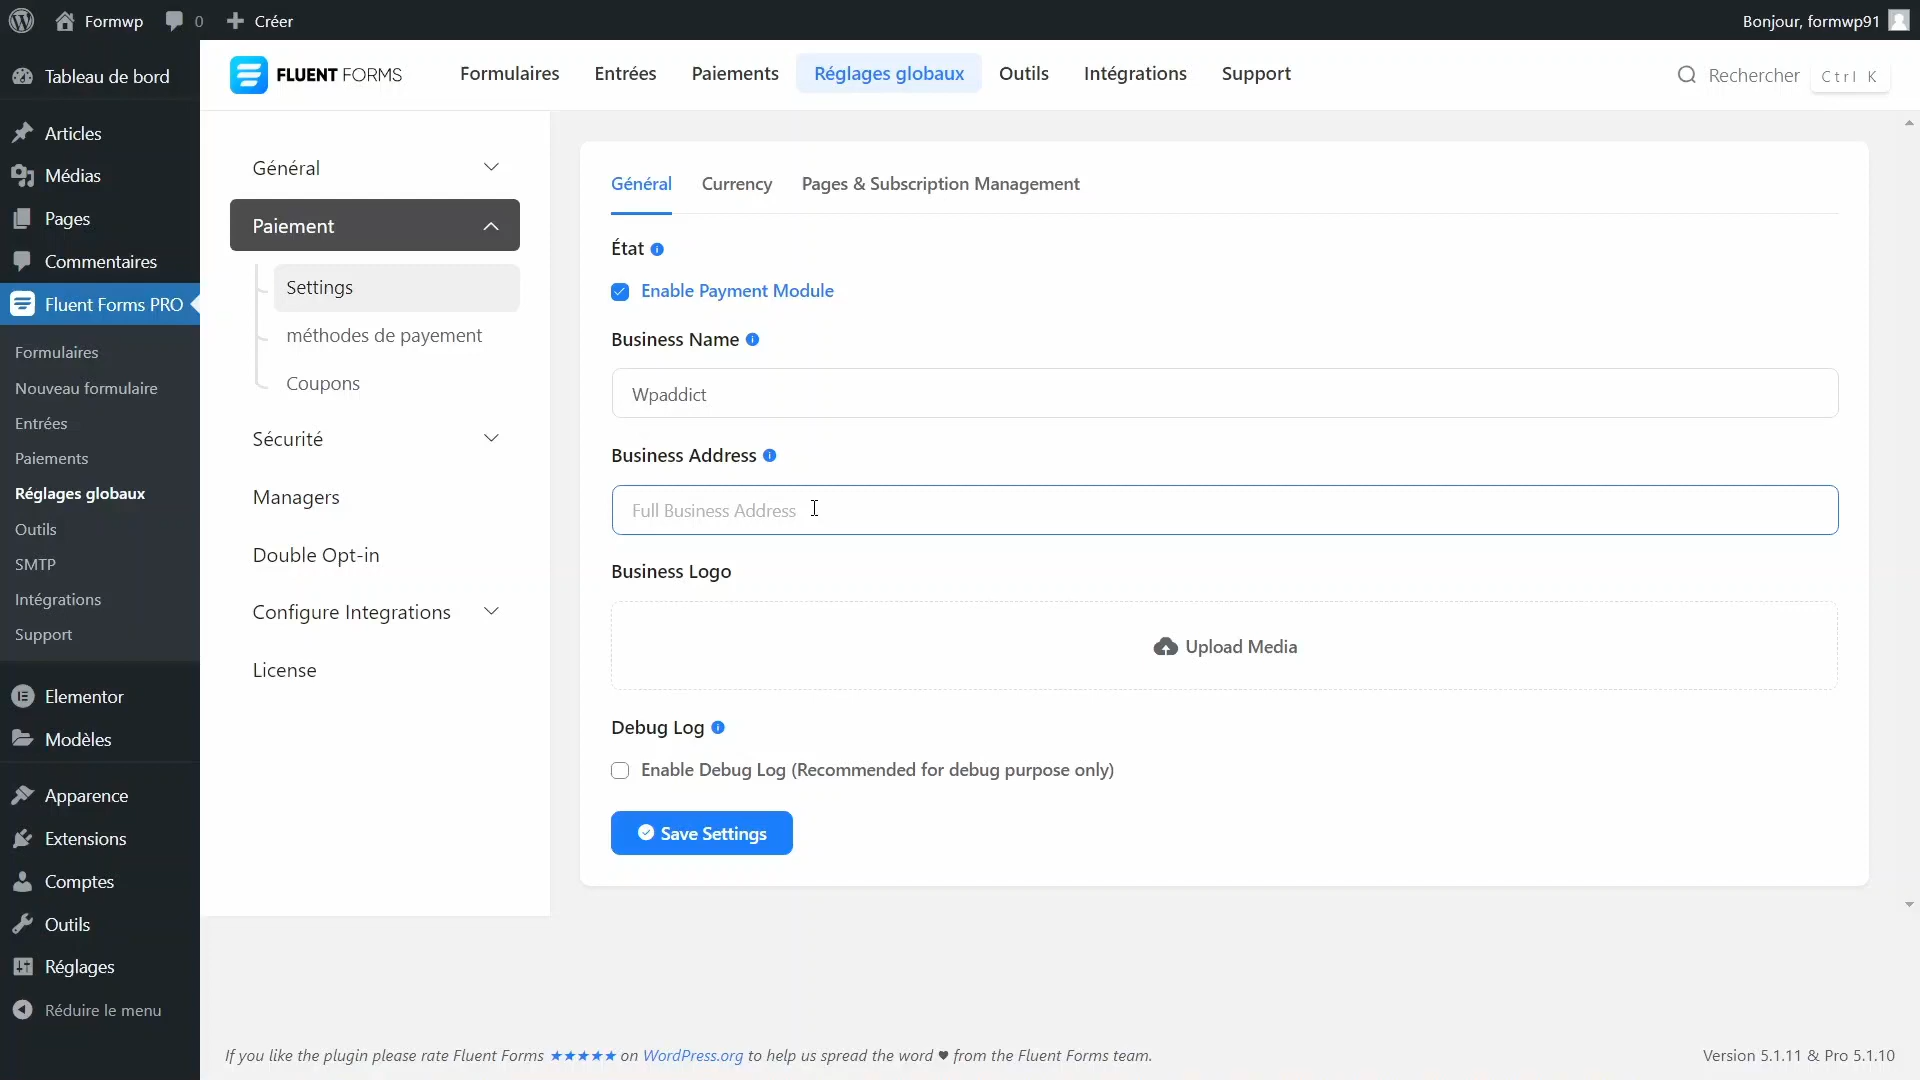 Formwp
0
Créer
Bonjour, formwp91
Tableau de bord
Articles
Médias
Pages
Commentaires
Fluent Forms PRO
Formulaires
Nouveau formulaire
Entrées
Paiements
Réglages globaux
Outils
SMTP
Intégrations
Support
Elementor
Modèles
Apparence
Extensions
Comptes
Outils
Réglages
Réduire le menu
FLUENT FORMS
Formulaires
Entrées
Paiements
Réglages globaux
Outils
Intégrations
Support
Rechercher
Ctrl K
Général
Paiement
Settings
méthodes de payement
Coupons
Sécurité
Managers
Double Opt-in
Configure Integrations
License
Général
Currency
Pages & Subscription Management
État
Enable Payment Module
Business Name
Wpaddict
Business Address
Full Business Address
Business Logo
Upload Media
Debug Log
Enable Debug Log (Recommended for debug purpose only)
Save Settings
If you like the plugin please rate Fluent Forms ★★★★★ on WordPress.org to help us spread the word ♥ from the Fluent Forms team.
Version 5.1.11 & Pro 5.1.10